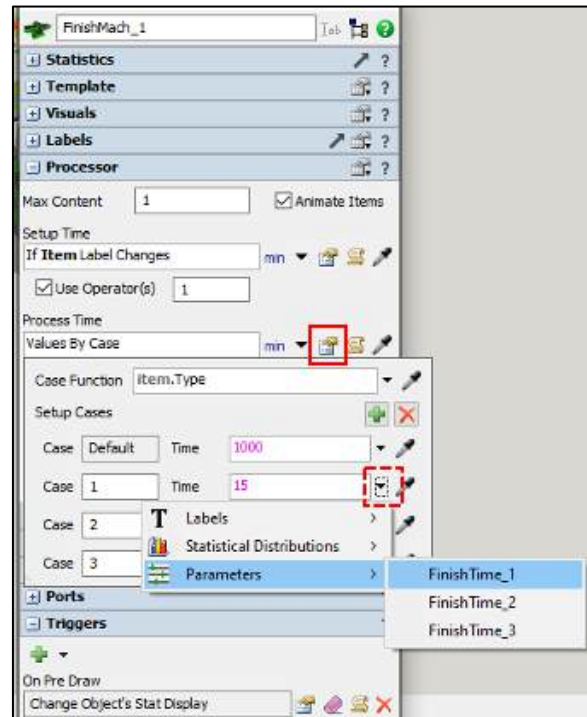 FinishMach_1 Tab ?
Statistics ?
Template ?
Visuals ?
Labels ?
Processor ?
Max Content 1 Animate Items
Setup Time
If Item Label Changes min
Use Operator(s) 1
Process Time
Values By Case min
Case Function item.Type
Setup Cases
Case Default Time 1000
Case 1 Time 15
Case 2
Case 3
T Labels
Statistical Distributions
Parameters
FinishTime_1
FinishTime_2
FinishTime_3
Ports
Triggers
On Pre Draw
Change Object's Stat Display